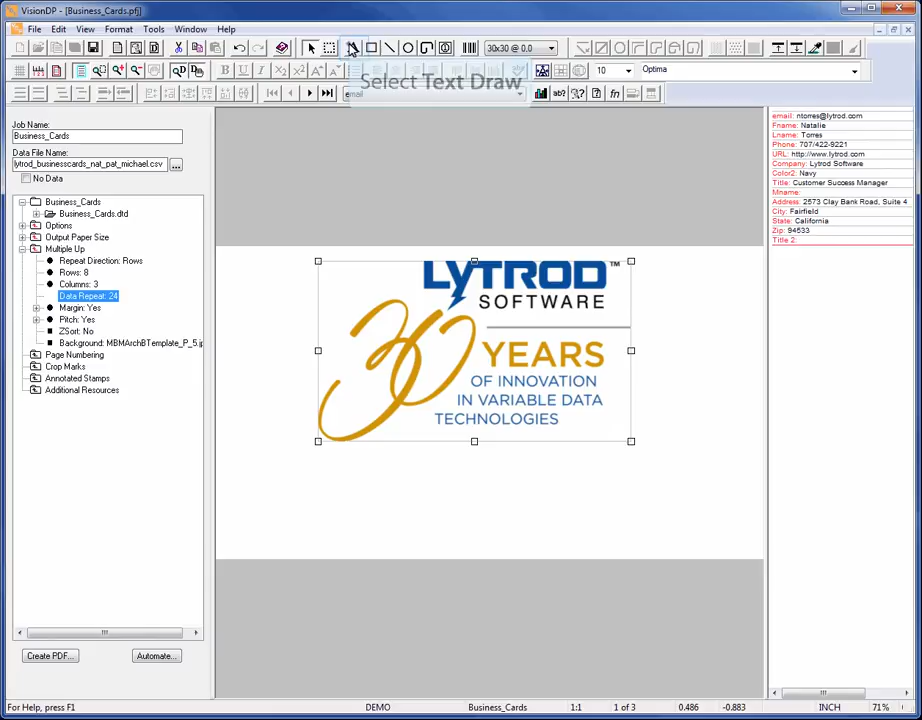 VisionDP - [Business_Cards.pfj]
File Edit View Format Tools Window Help
30x30 @ 0.0
Select Text Draw
10 Optima
email
Job Name:
Business_Cards
Data File Name:
lytrod_businesscards_nat_pat_michael.csv
No Data
Business_Cards
Business_Cards.dtd
Options
Output Paper Size
Multiple Up
Repeat Direction: Rows
Rows: 8
Columns: 3
Data Repeat: 24
Margin: Yes
Pitch: Yes
ZSort: No
Background: MBMArchBTemplate_P_5.j
Page Numbering
Crop Marks
Annotated Stamps
Additional Resources
Create PDF...
Automate...
LYTROD™
SOFTWARE
30 YEARS
OF INNOVATION
IN VARIABLE DATA
TECHNOLOGIES
email: ntorres@lytrod.com
Fname: Natalie
Lname: Torres
Phone: 707/422-9221
URL: http://www.lytrod.com
Company: Lytrod Software
Color2: Navy
Title: Customer Success Manager
Mname:
Address: 2573 Clay Bank Road, Suite 4
City: Fairfield
State: California
Zip: 94533
Title 2:
For Help, press F1
DEMO
Business_Cards
1:1
1 of 3
0.486
-0.883
INCH
71%